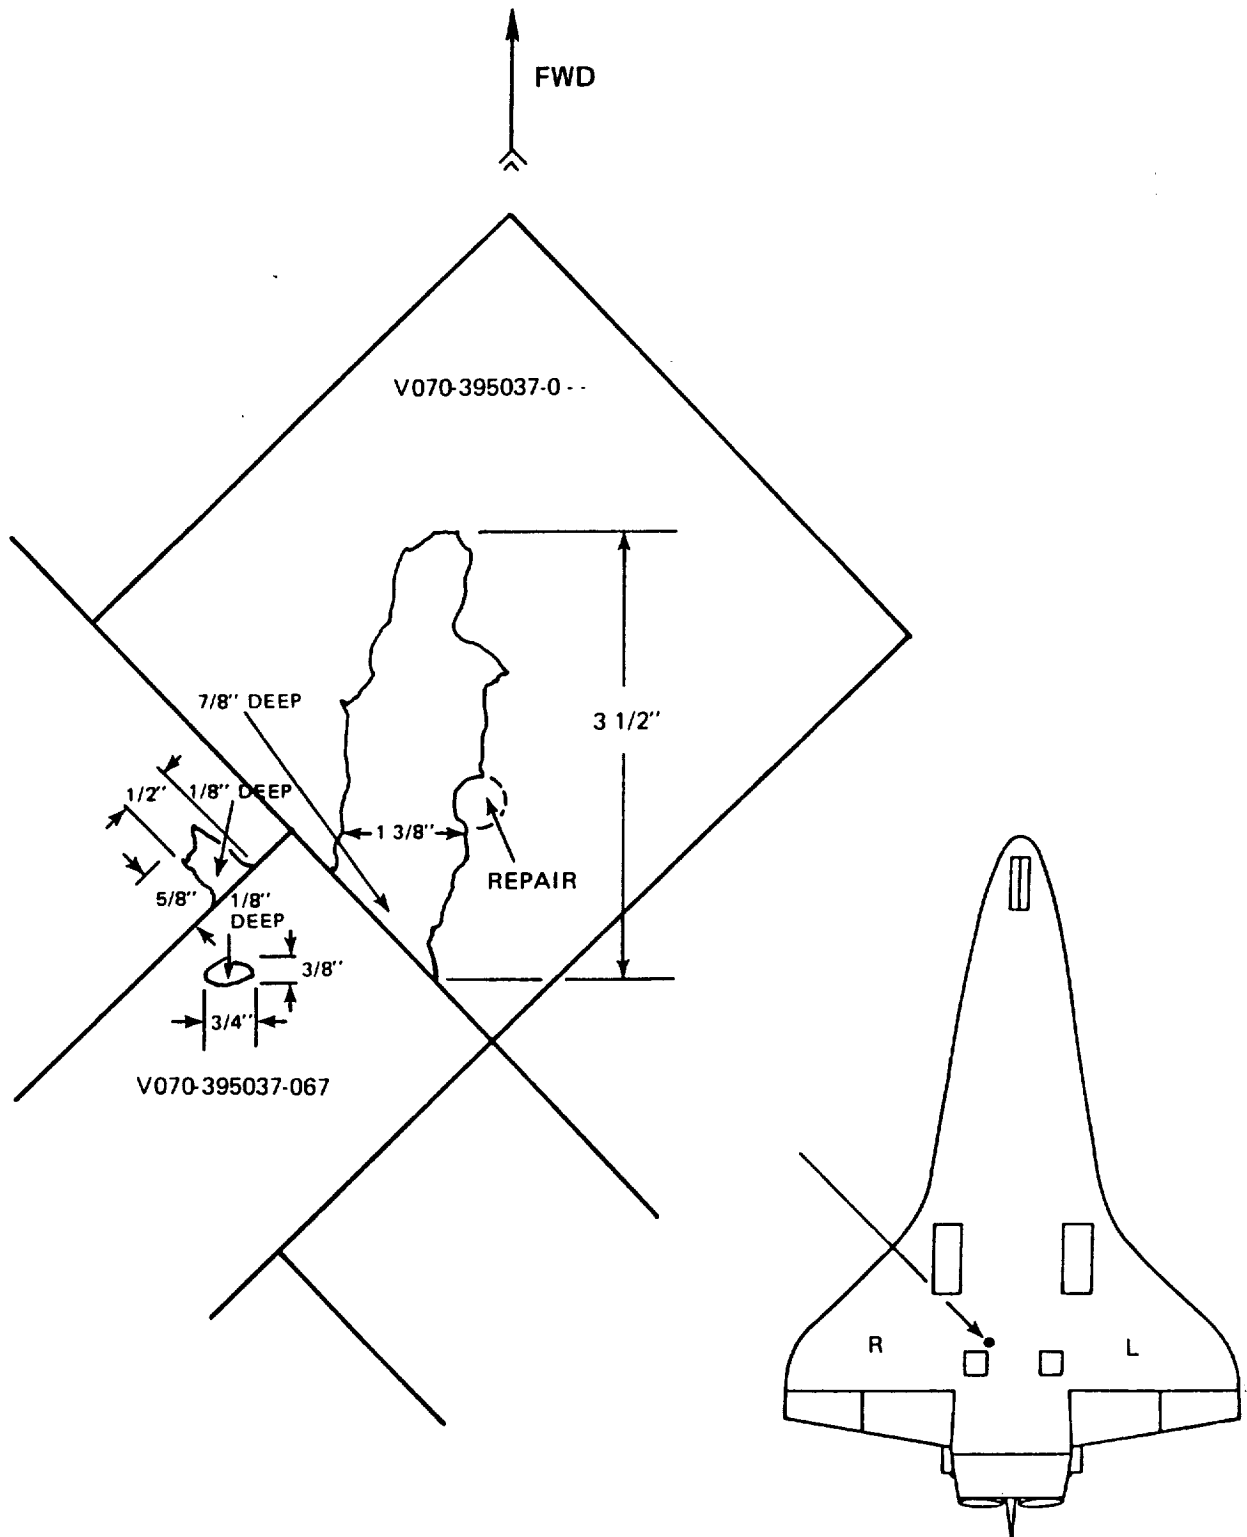 FWD
V070-395037-0 - -
7/8" DEEP
3 1/2"
1/2"
1/8" DEEP
1 3/8"
REPAIR
5/8"
1/8"
DEEP
3/8"
3/4"
V070-395037-067
R
L